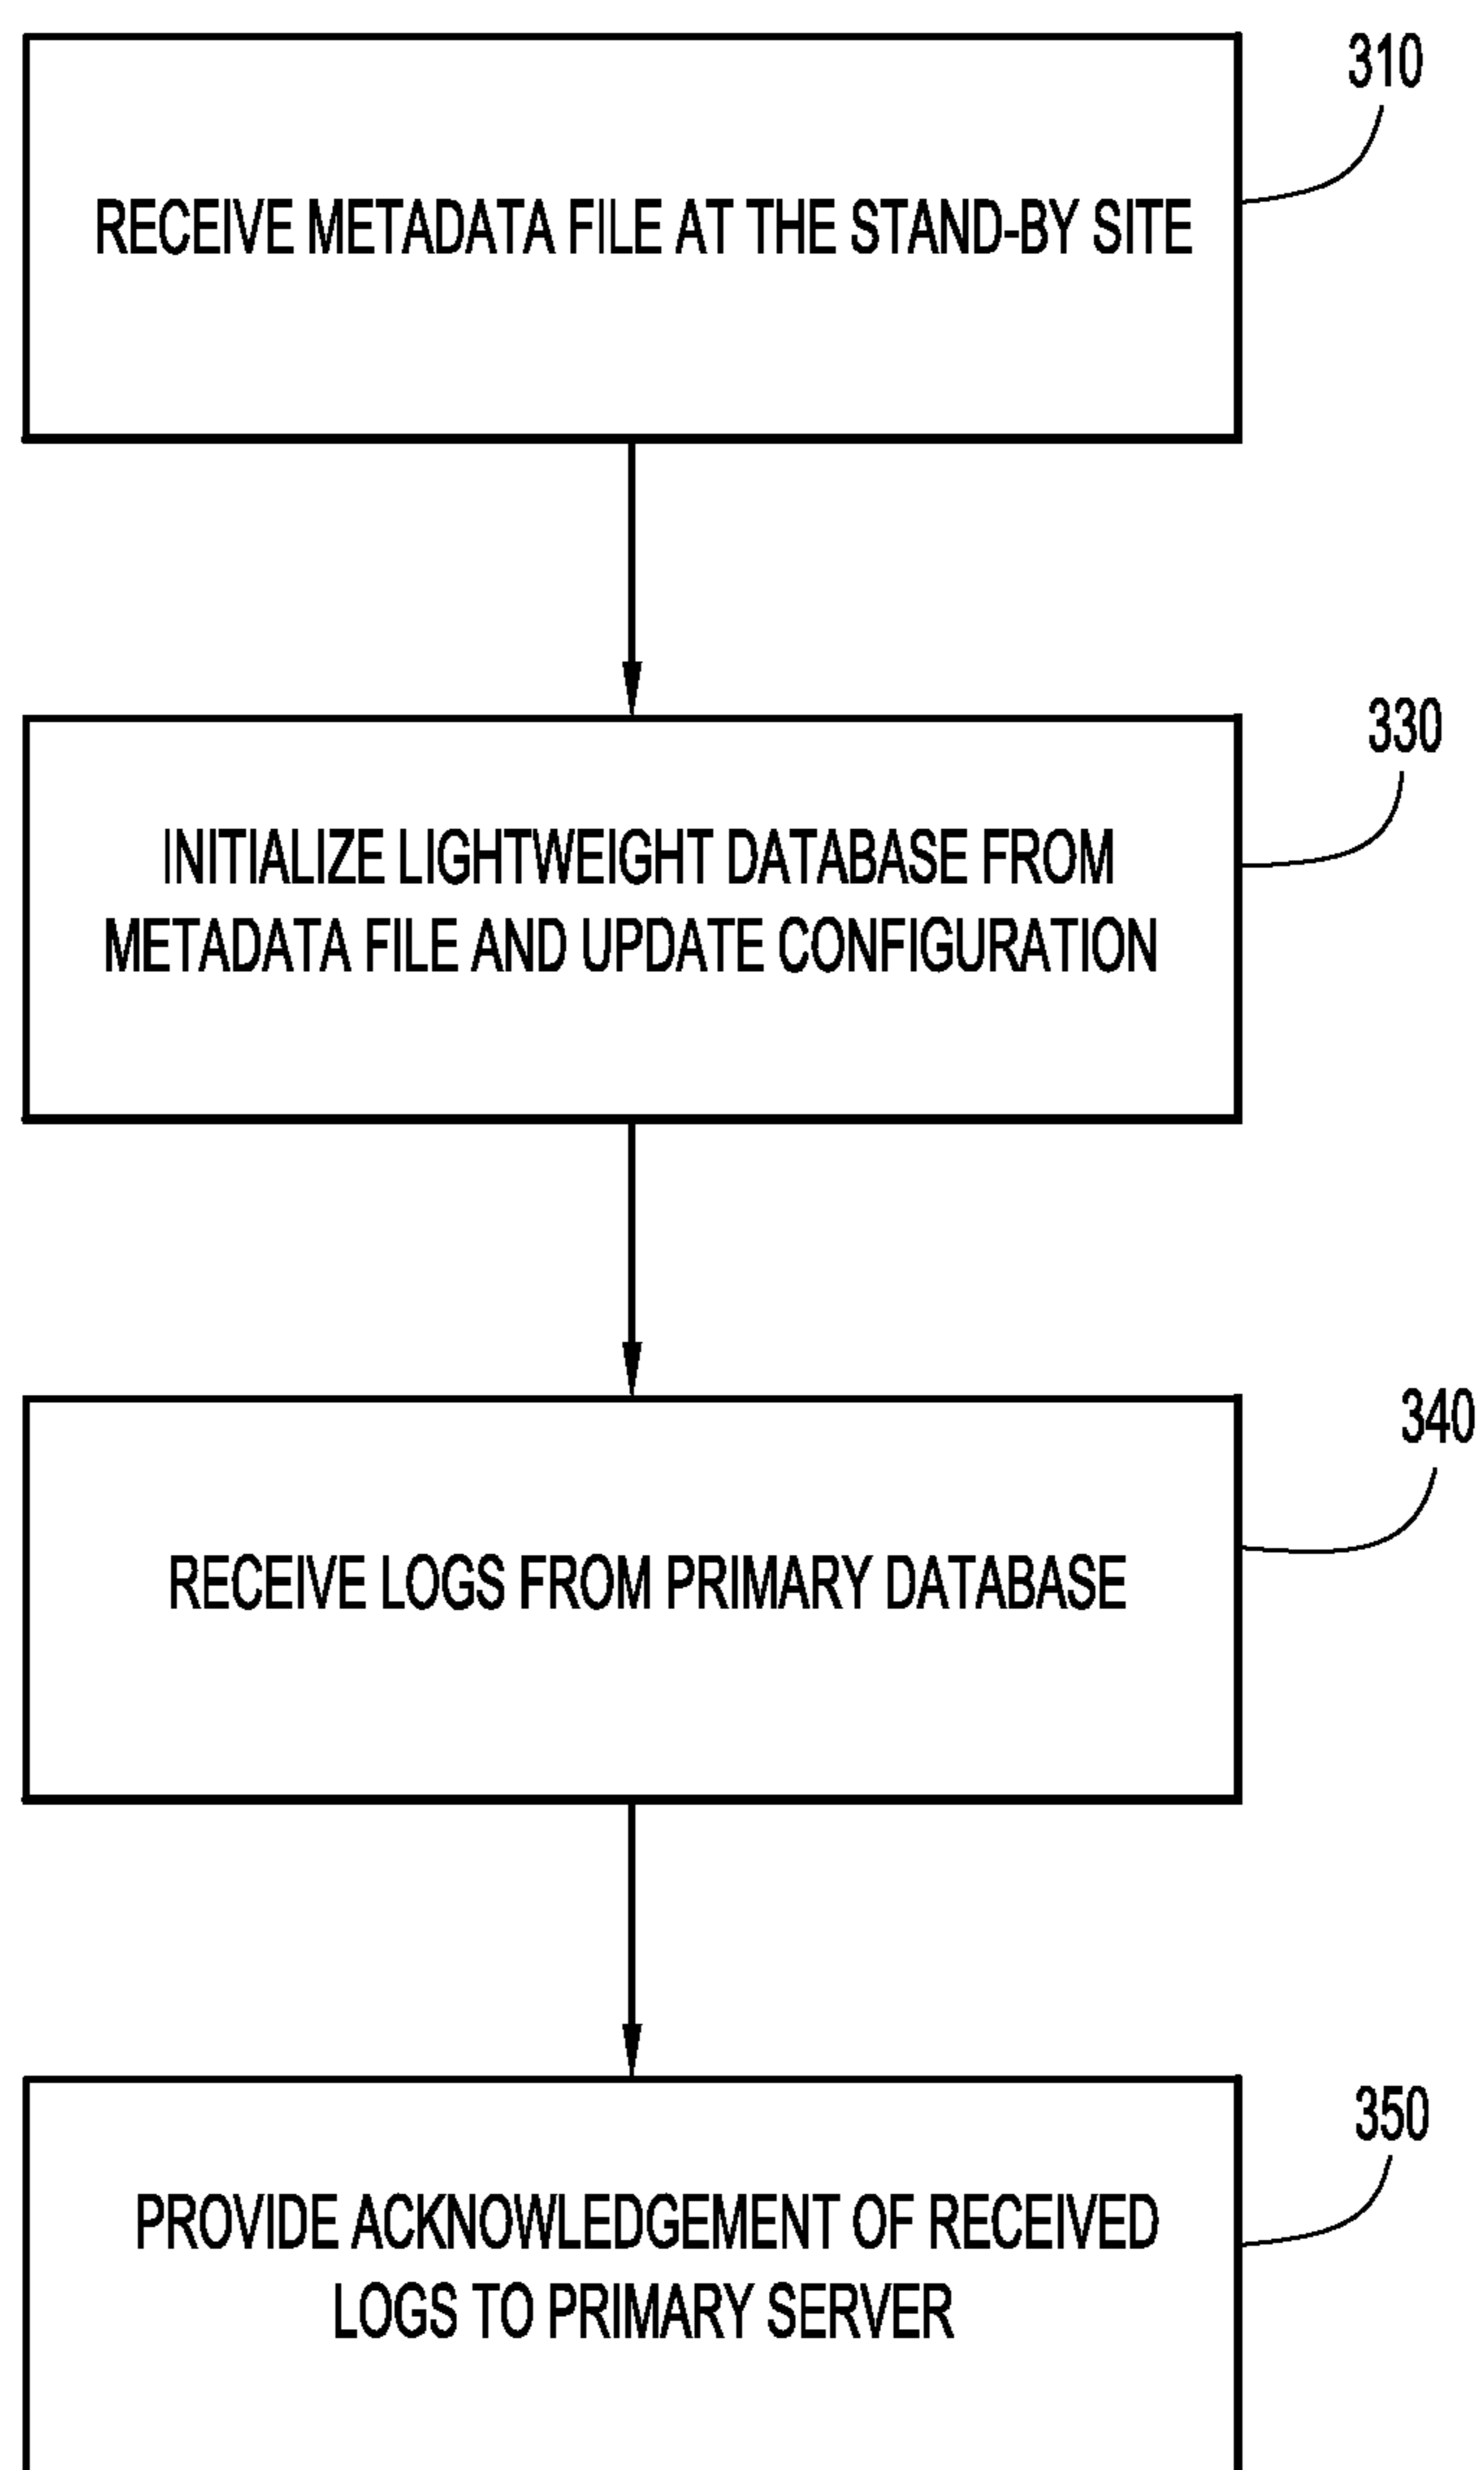 310
RECEIVE METADATA FILE AT THE STAND-BY SITE
330
INITIALIZE LIGHTWEIGHT DATABASE FROM
METADATA FILE AND UPDATE CONFIGURATION
340
RECEIVE LOGS FROM PRIMARY DATABASE
350
PROVIDE ACKNOWLEDGEMENT OF RECEIVED
LOGS TO PRIMARY SERVER